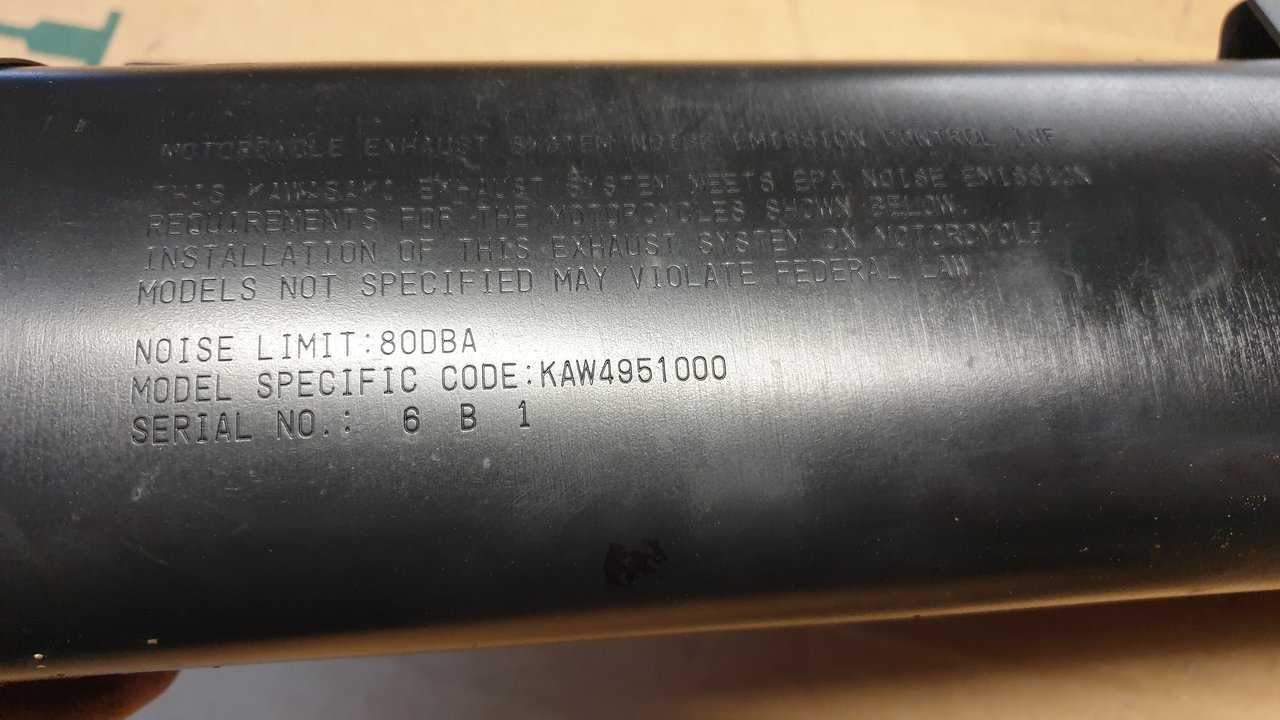 MOTORCYCLE EXHAUST SYSTEM NOISE EMISSION CONTROL INF
THIS KAWASAKI EXHAUST SYSTEM MEETS EPA NOISE EMISSION
REQUIREMENTS FOR THE MOTORCYCLES SHOWN BELOW.
INSTALLATION OF THIS EXHAUST SYSTEM ON MOTORCYCLE
MODELS NOT SPECIFIED MAY VIOLATE FEDERAL LAW.
NOISE LIMIT:80DBA
MODEL SPECIFIC CODE:KAW4951000
SERIAL NO.: 6 B 1